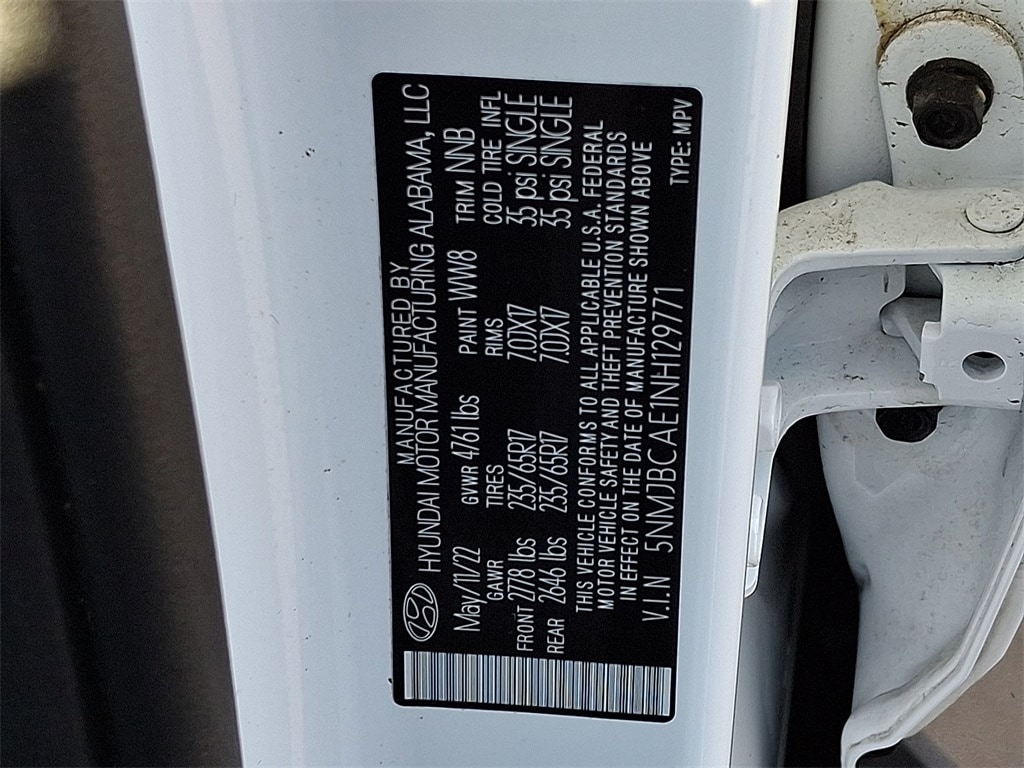 MANUFACTURED BY
HYUNDAI MOTOR MANUFACTURING ALABAMA, LLC
May/11/22 GVWR 4761 lbs PAINT WW8 TRIM NNB
GAWR TIRES RIMS COLD TIRE INFL
FRONT 2778 lbs 235/65R17 7.0JX17 35 psi SINGLE
REAR 2646 lbs 235/65R17 7.0JX17 35 psi SINGLE
THIS VEHICLE CONFORMS TO ALL APPLICABLE U.S.A. FEDERAL
MOTOR VEHICLE SAFETY AND THEFT PREVENTION STANDARDS
IN EFFECT ON THE DATE OF MANUFACTURE SHOWN ABOVE
V.I.N 5NMJBCAE1NH129771 TYPE: MPV